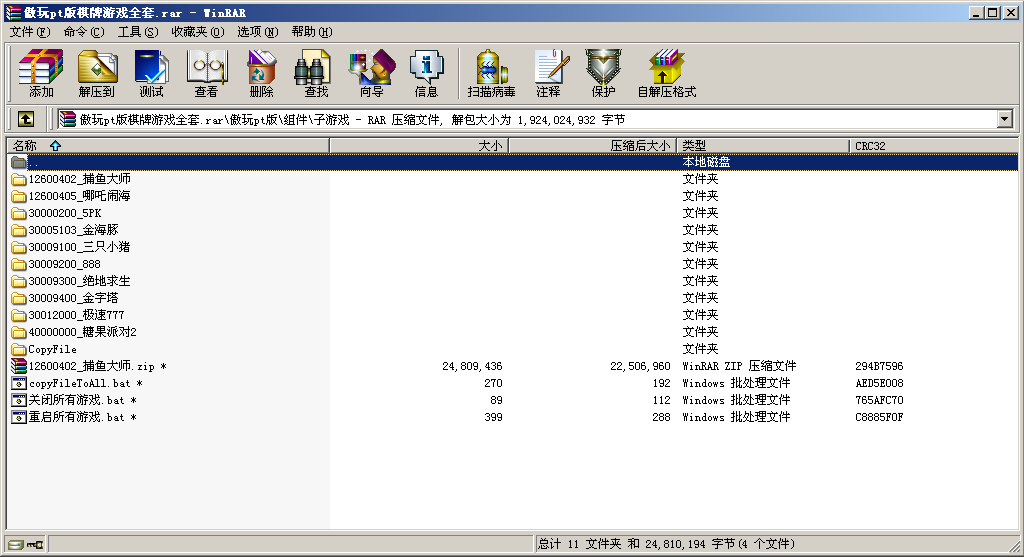 傲玩pt版棋牌游戏全套.rar - WinRAR
文件(F) 命令(C) 工具(S) 收藏夹(O) 选项(N) 帮助(H)
添加 解压到 测试 查看 删除 查找 向导 信息 扫描病毒 注释 保护 自解压格式
傲玩pt版棋牌游戏全套.rar\傲玩pt版\组件\子游戏 - RAR 压缩文件, 解包大小为 1,924,024,932 字节
名称 大小 压缩后大小 类型 CRC32
.. 本地磁盘
12600402_捕鱼大师 文件夹
12600405_哪吒闹海 文件夹
30000200_5PK 文件夹
30005103_金海豚 文件夹
30009100_三只小猪 文件夹
30009200_888 文件夹
30009300_绝地求生 文件夹
30009400_金字塔 文件夹
30012000_极速777 文件夹
40000000_糖果派对2 文件夹
CopyFile 文件夹
12600402_捕鱼大师.zip * 24,809,436 22,506,960 WinRAR ZIP 压缩文件 294B7596
copyFileToAll.bat * 270 192 Windows 批处理文件 AED5E008
关闭所有游戏.bat * 89 112 Windows 批处理文件 765AFC70
重启所有游戏.bat * 399 288 Windows 批处理文件 C8885F0F
总计 11 文件夹 和 24,810,194 字节(4 个文件)